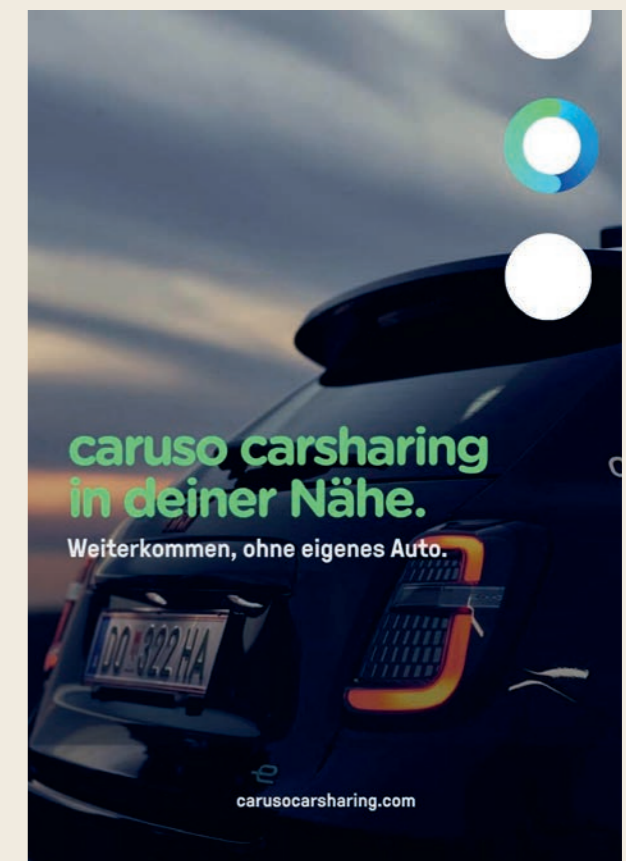 caruso carsharing
in deiner Nähe.
Weiterkommen, ohne eigenes Auto.
DO 322HA
carusocarsharing.com